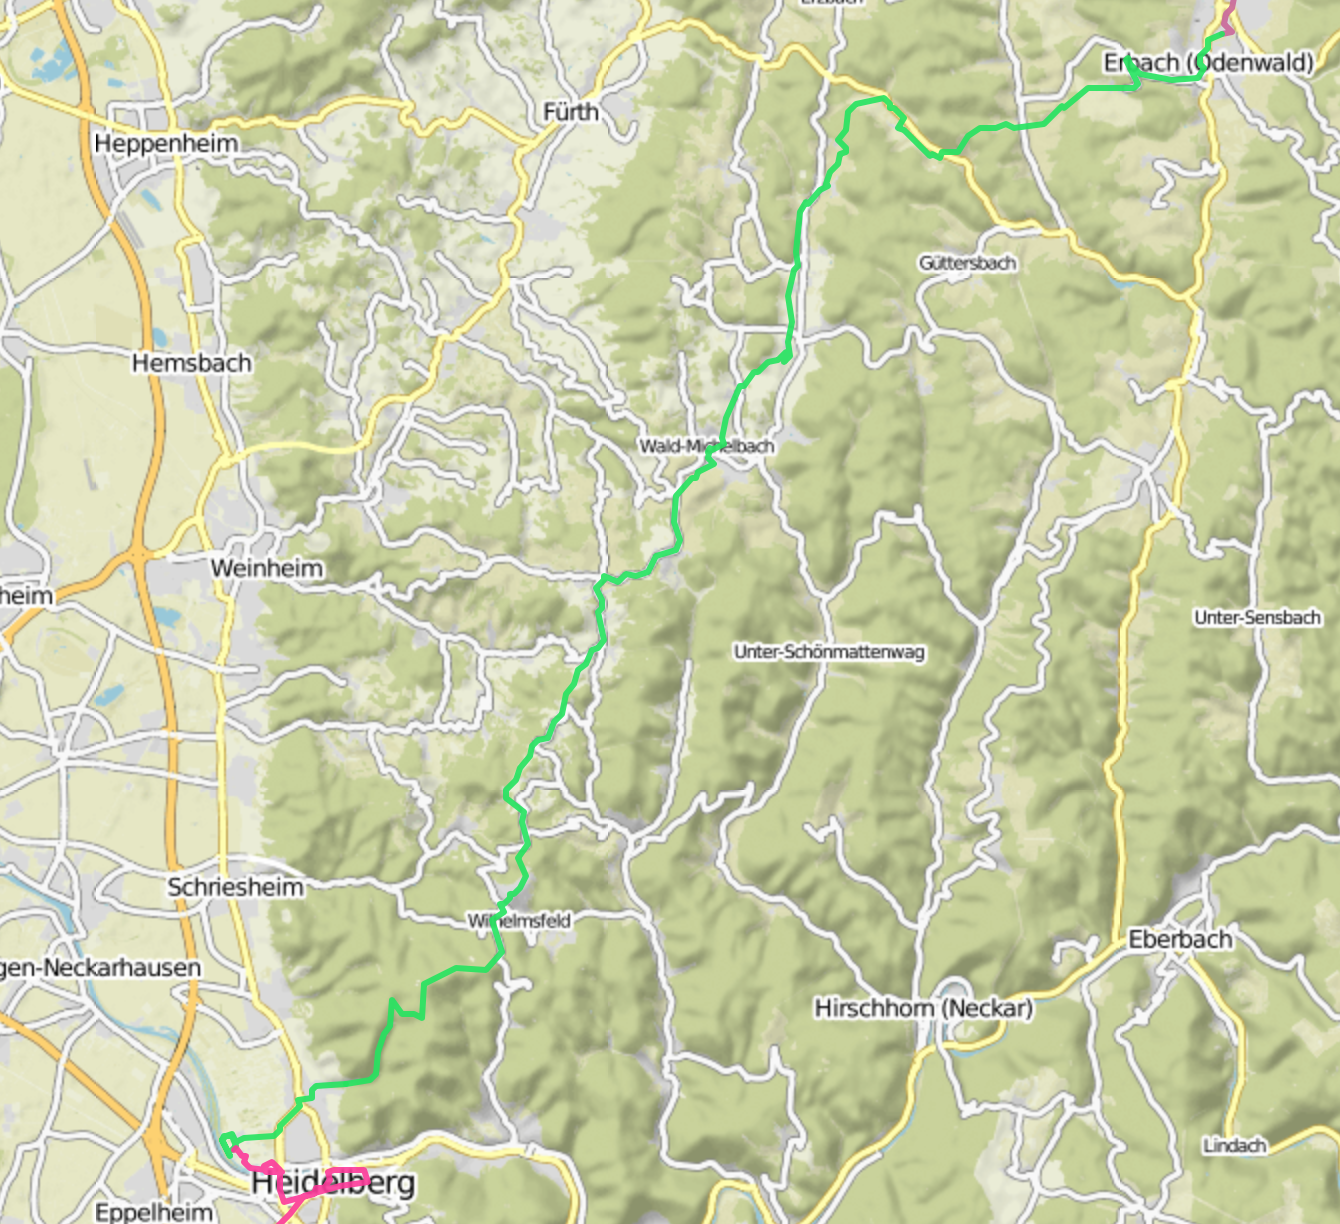 Erzbach
Erbach (Odenwald)
Fürth
Heppenheim
Güttersbach
Hemsbach
Wald-Michelbach
Weinheim
heim
Unter-Sensbach
Unter-Schönmattenwag
Schriesheim
Wilhelmsfeld
Eberbach
gen-Neckarhausen
Hirschhorn (Neckar)
Lindach
Heidelberg
Eppelheim